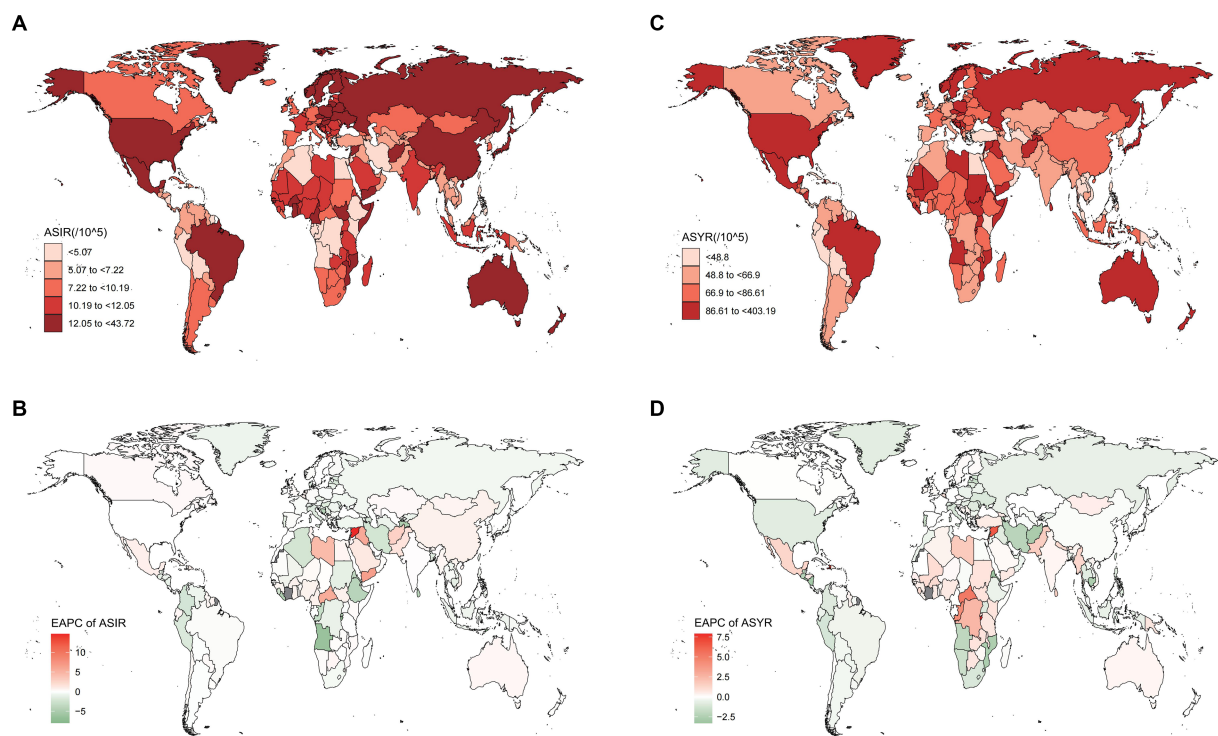 A
ASIR(/10^5)
<5.07
5.07 to <7.22
7.22 to <10.19
10.19 to <12.05
12.05 to <43.72
C
ASYR(/10^5)
<48.8
48.8 to <66.9
66.9 to <86.61
86.61 to <403.19
B
EAPC of ASIR
10
5
0
−5
D
EAPC of ASYR
7.5
5.0
2.5
0.0
−2.5